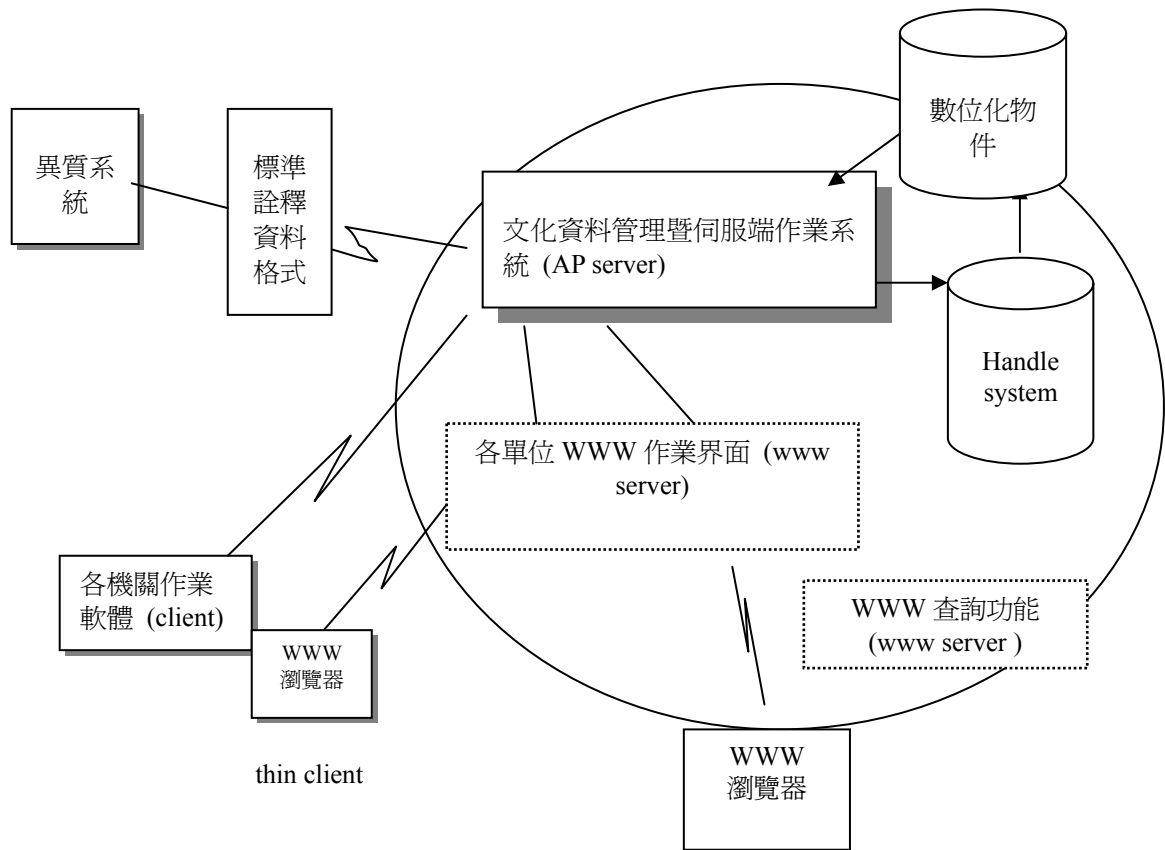 數位化物
件
異質系
統
標準
詮釋
資料
格式
文化資料管理暨伺服端作業系
統 (AP server)
Handle
system
各單位 WWW 作業界面 (www
server)
各機關作業
軟體 (client)
WWW
瀏覽器
thin client
WWW 查詢功能
(www server )
WWW
瀏覽器